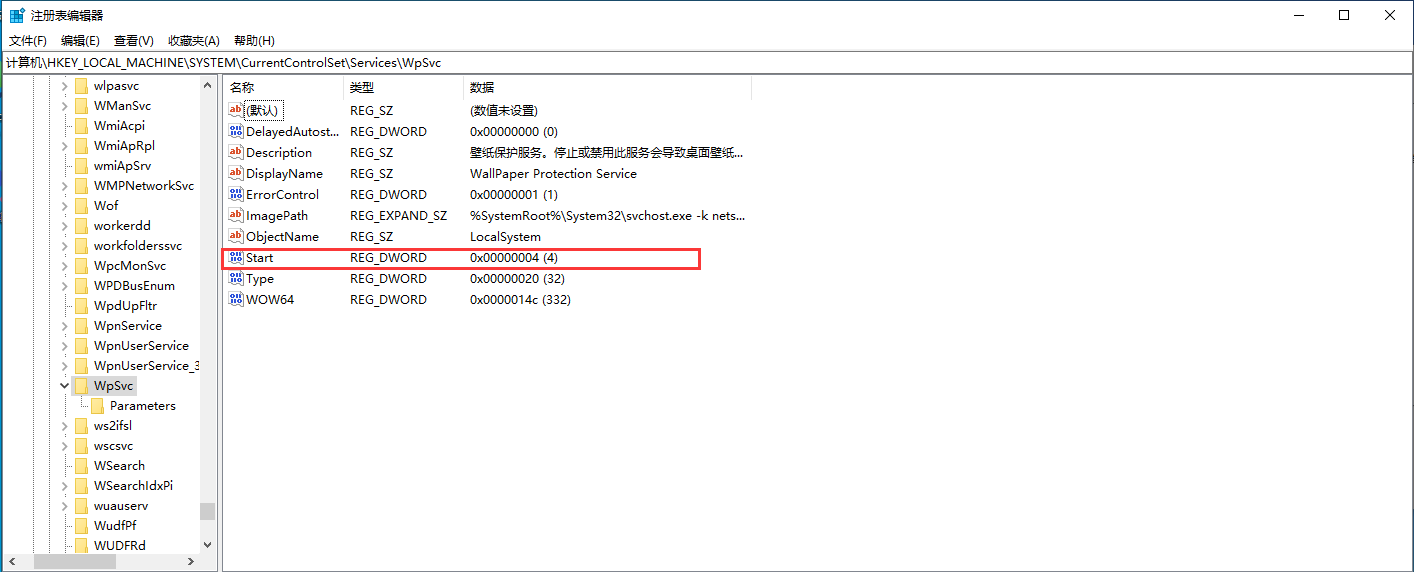 注册表编辑器
文件(F) 编辑(E) 查看(V) 收藏夹(A) 帮助(H)
计算机\HKEY_LOCAL_MACHINE\SYSTEM\CurrentControlSet\Services\WpSvc
wlpasvc
WManSvc
WmiAcpi
WmiApRpl
wmiApSrv
WMPNetworkSvc
Wof
workerdd
workfolderssvc
WpcMonSvc
WPDBusEnum
WpdUpFltr
WpnService
WpnUserService
WpnUserService_3
WpSvc
Parameters
ws2ifsl
wscsvc
WSearch
WSearchIdxPi
wuauserv
WudfPf
WUDFRd
名称 类型 数据
(默认) REG_SZ (数值未设置)
DelayedAutost... REG_DWORD 0x00000000 (0)
Description REG_SZ 壁纸保护服务。停止或禁用此服务会导致桌面壁纸...
DisplayName REG_SZ WallPaper Protection Service
ErrorControl REG_DWORD 0x00000001 (1)
ImagePath REG_EXPAND_SZ %SystemRoot%\System32\svchost.exe -k nets...
ObjectName REG_SZ LocalSystem
Start REG_DWORD 0x00000004 (4)
Type REG_DWORD 0x00000020 (32)
WOW64 REG_DWORD 0x0000014c (332)